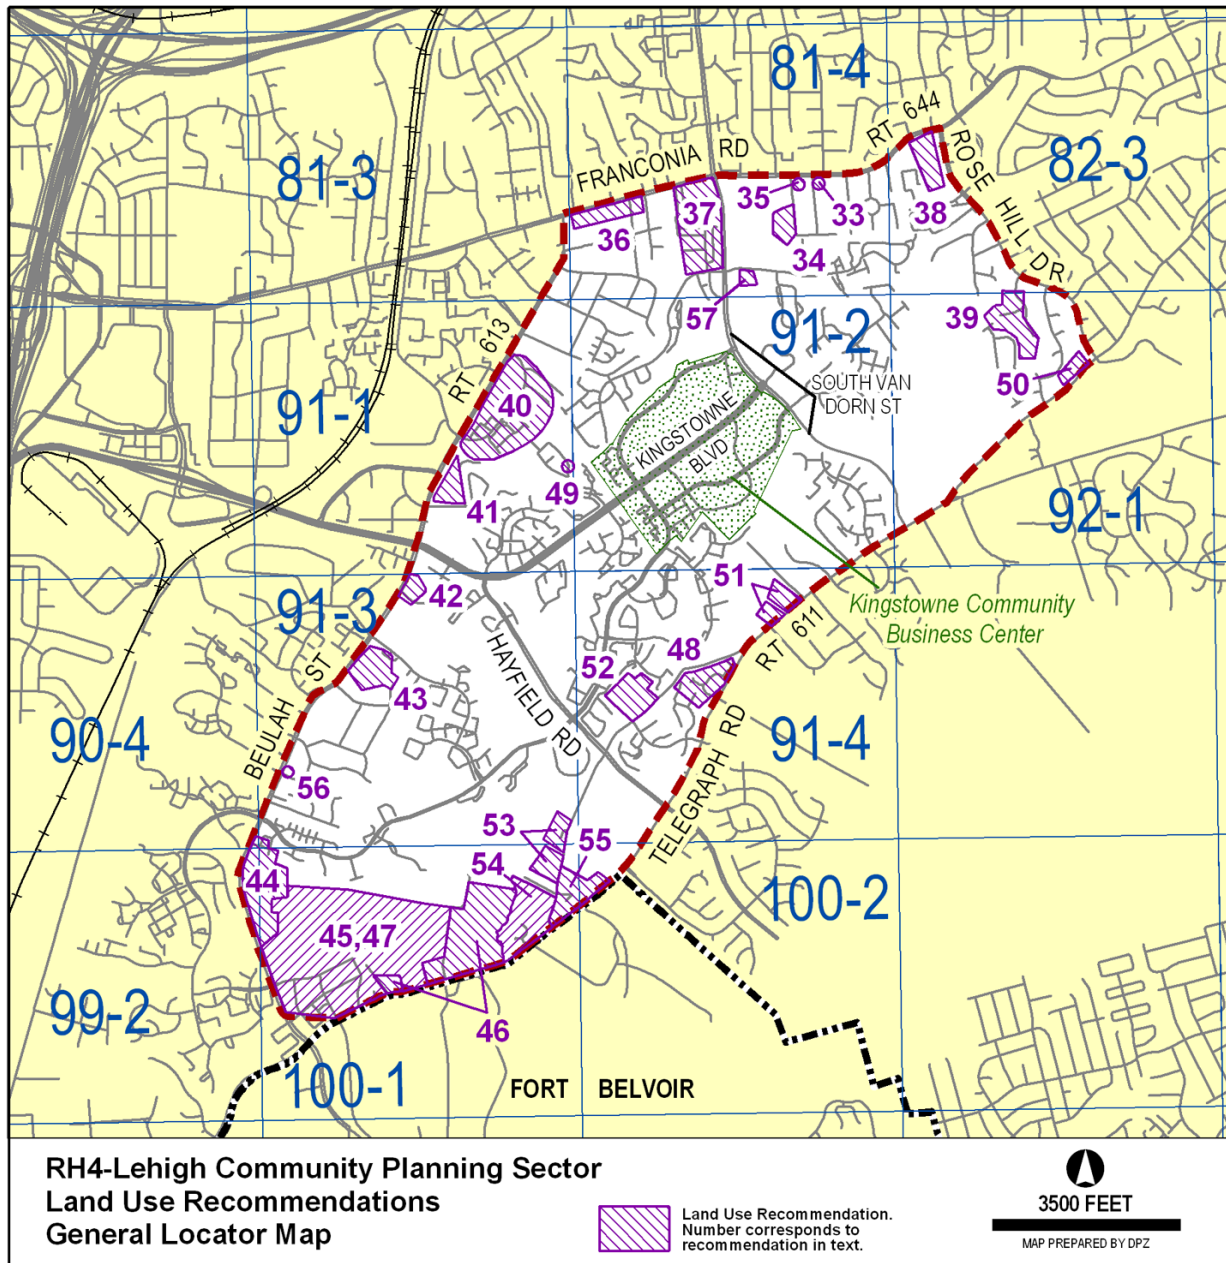 81-4
RT 644
ROSE HILL DR
82-3
81-3
FRANCONIA RD
35
33
37
38
36
34
57
91-2
39
RT 613
50
SOUTH VAN
DORN ST
91-1
40
KINGSTOWNE
BLVD
49
41
92-1
51
42
91-3
Kingstowne Community
Business Center
RT 611
HAYFIELD RD
48
52
43
BEULAH ST
90-4
91-4
TELEGRAPH RD
56
53
55
54
44
100-2
45,47
99-2
46
100-1
FORT BELVOIR
RH4-Lehigh Community Planning Sector
Land Use Recommendations
General Locator Map
Land Use Recommendation.
Number corresponds to
recommendation in text.
3500 FEET
MAP PREPARED BY DPZ